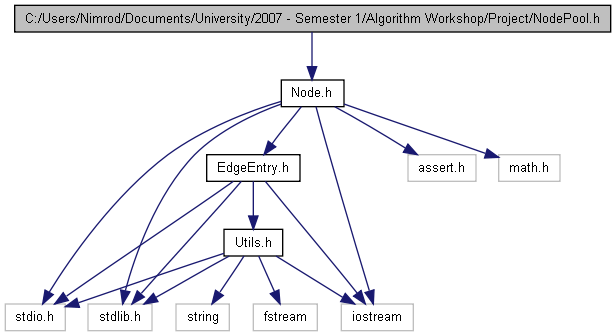 C:/Users/Nimrod/Documents/University/2007 - Semester 1/Algorithm Workshop/Project/NodePool.h
Node.h
EdgeEntry.h
assert.h
math.h
Utils.h
stdio.h
stdlib.h
string
fstream
iostream